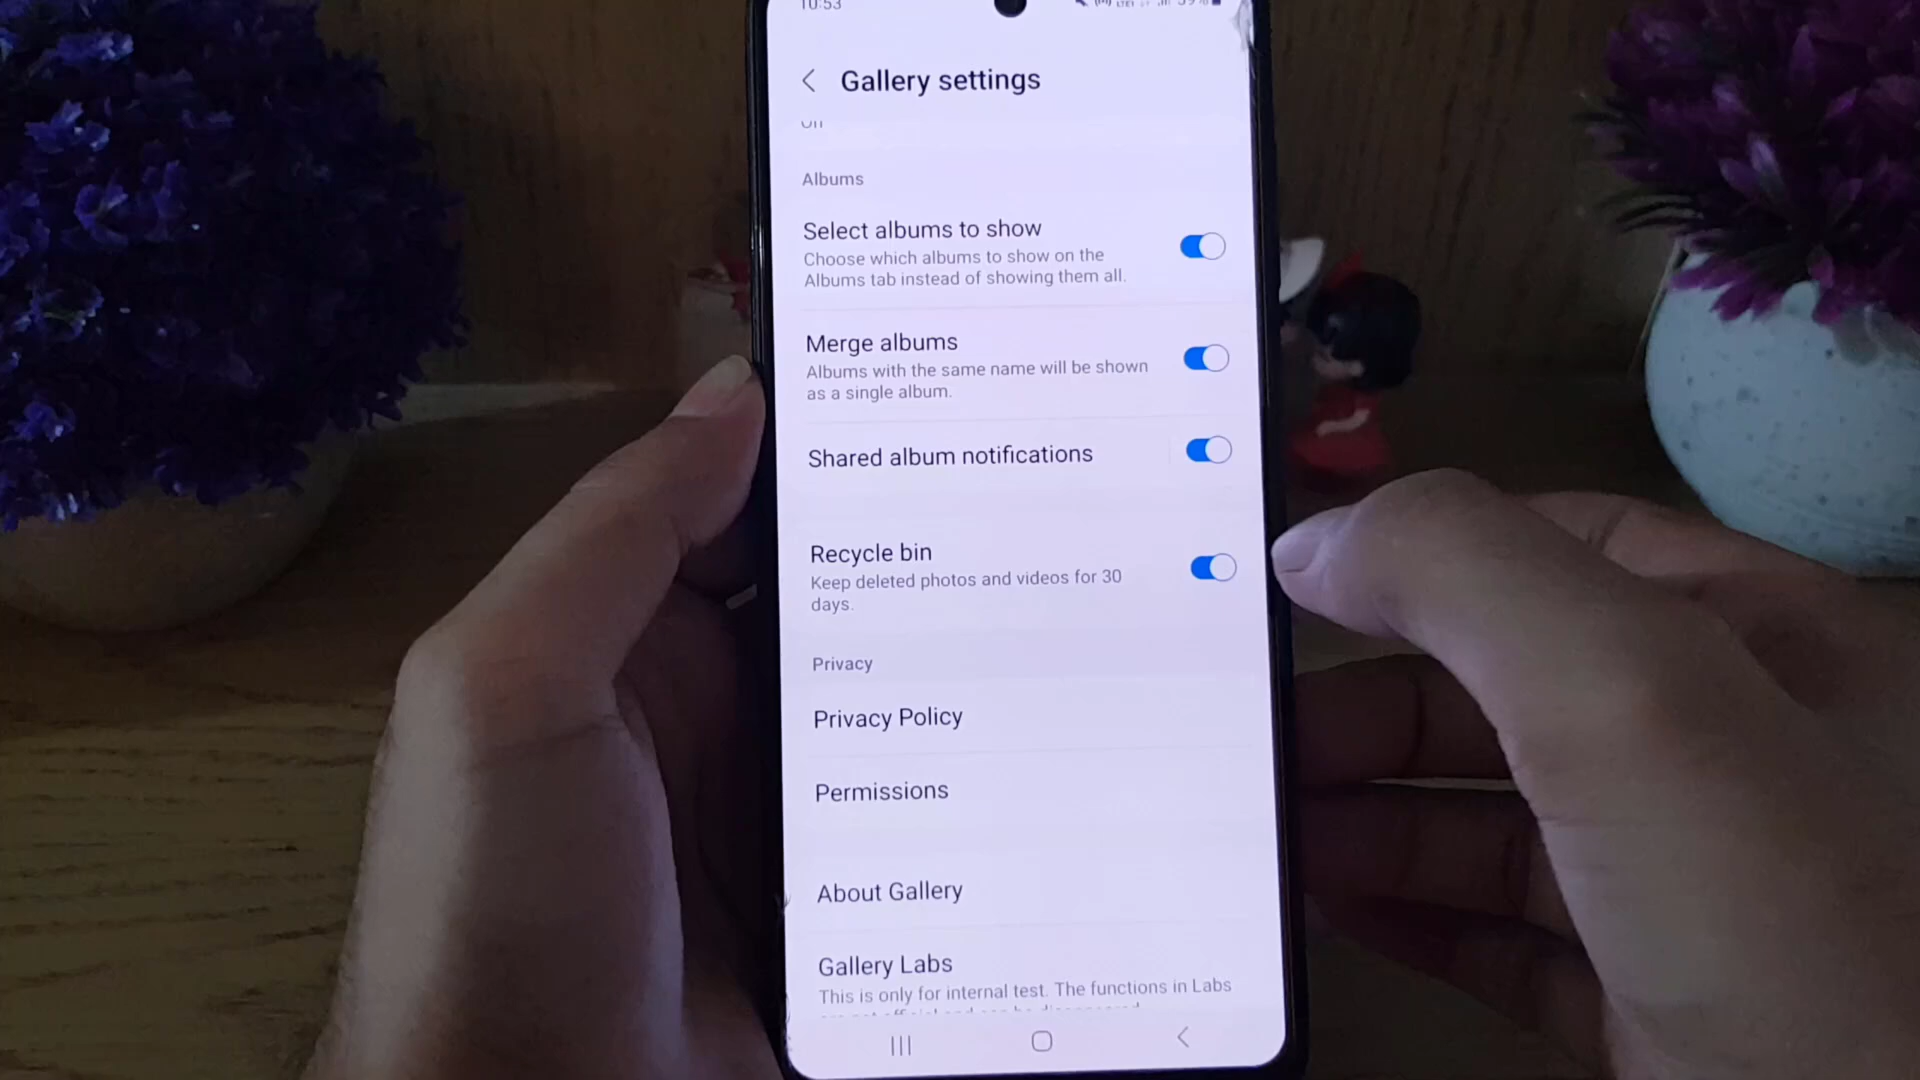 10:53
Gallery settings
Albums
Select albums to show
Choose which albums to show on the
Albums tab instead of showing them all.
Merge albums
Albums with the same name will be shown
as a single album.
Shared album notifications
Recycle bin
Keep deleted photos and videos for 30
days.
Privacy
Privacy Policy
Permissions
About Gallery
Gallery Labs
This is only for internal test. The functions in Labs